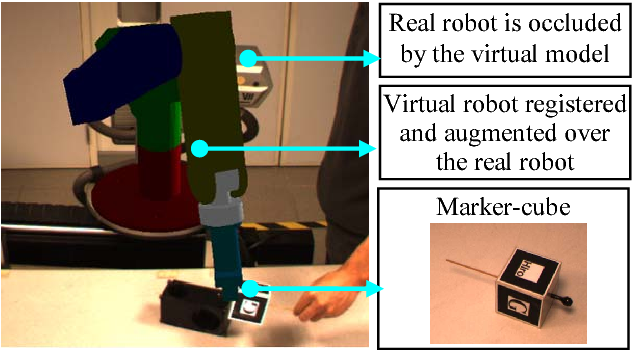 Real robot is occluded
by the virtual model
Virtual robot registered
and augmented over
the real robot
Marker-cube
Hiro
G
G